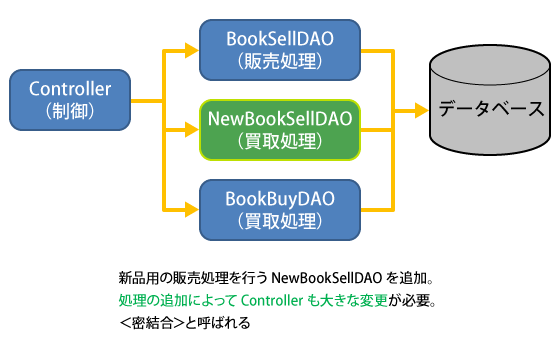 BookSellDAO
（販売処理）
Controller
（制御）
NewBookSellDAO
（買取処理）
データベース
BookBuyDAO
（買取処理）
新品用の販売処理を行う NewBookSellDAO を追加。
処理の追加によって Controller も大きな変更が必要。
＜密結合＞と呼ばれる